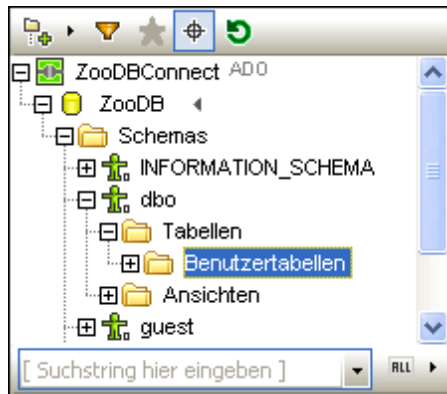 ZooDBConnect ADO
ZooDB
Schemas
INFORMATION_SCHEMA
dbo
Tabellen
Benutzertabellen
Ansichten
guest
[ Suchstring hier eingeben ] ALL